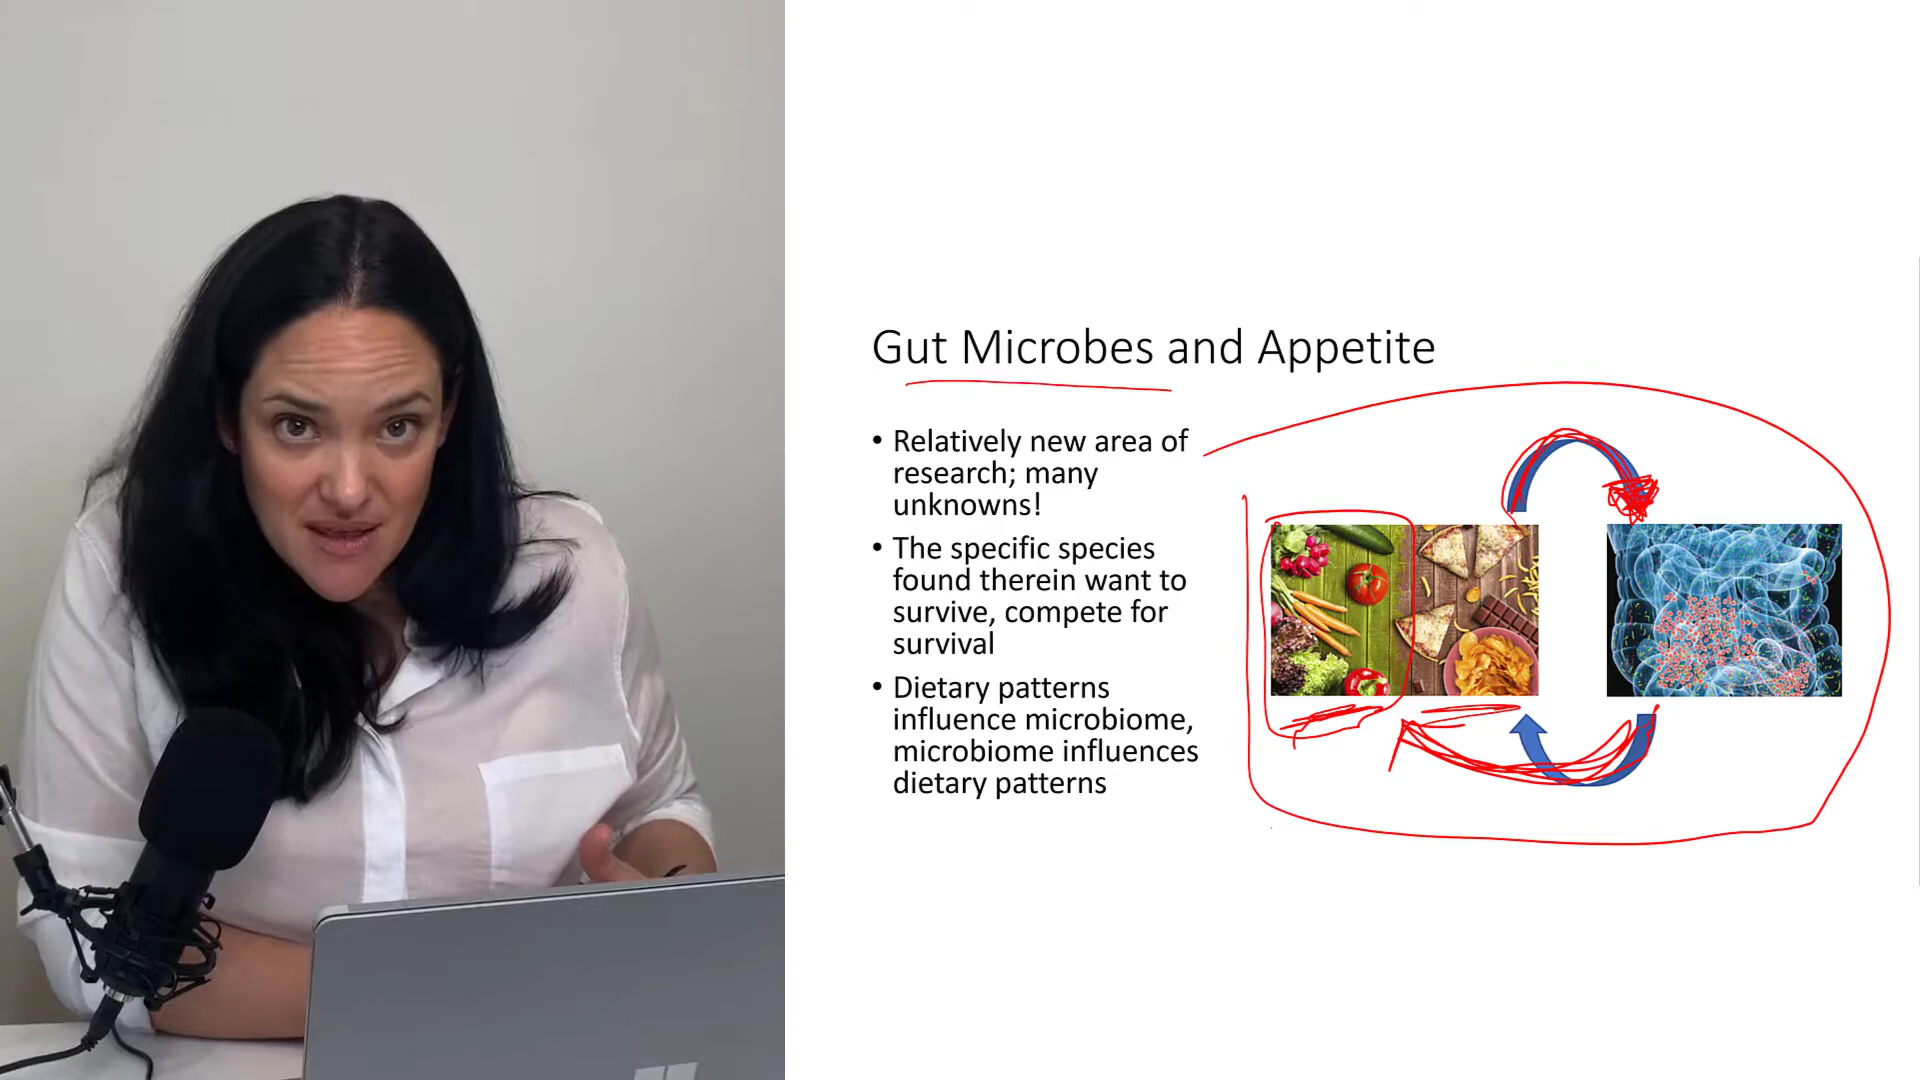 Gut Microbes and Appetite
• Relatively new area of
research; many
unknowns!
• The specific species
found therein want to
survive, compete for
survival
• Dietary patterns
influence microbiome,
microbiome influences
dietary patterns